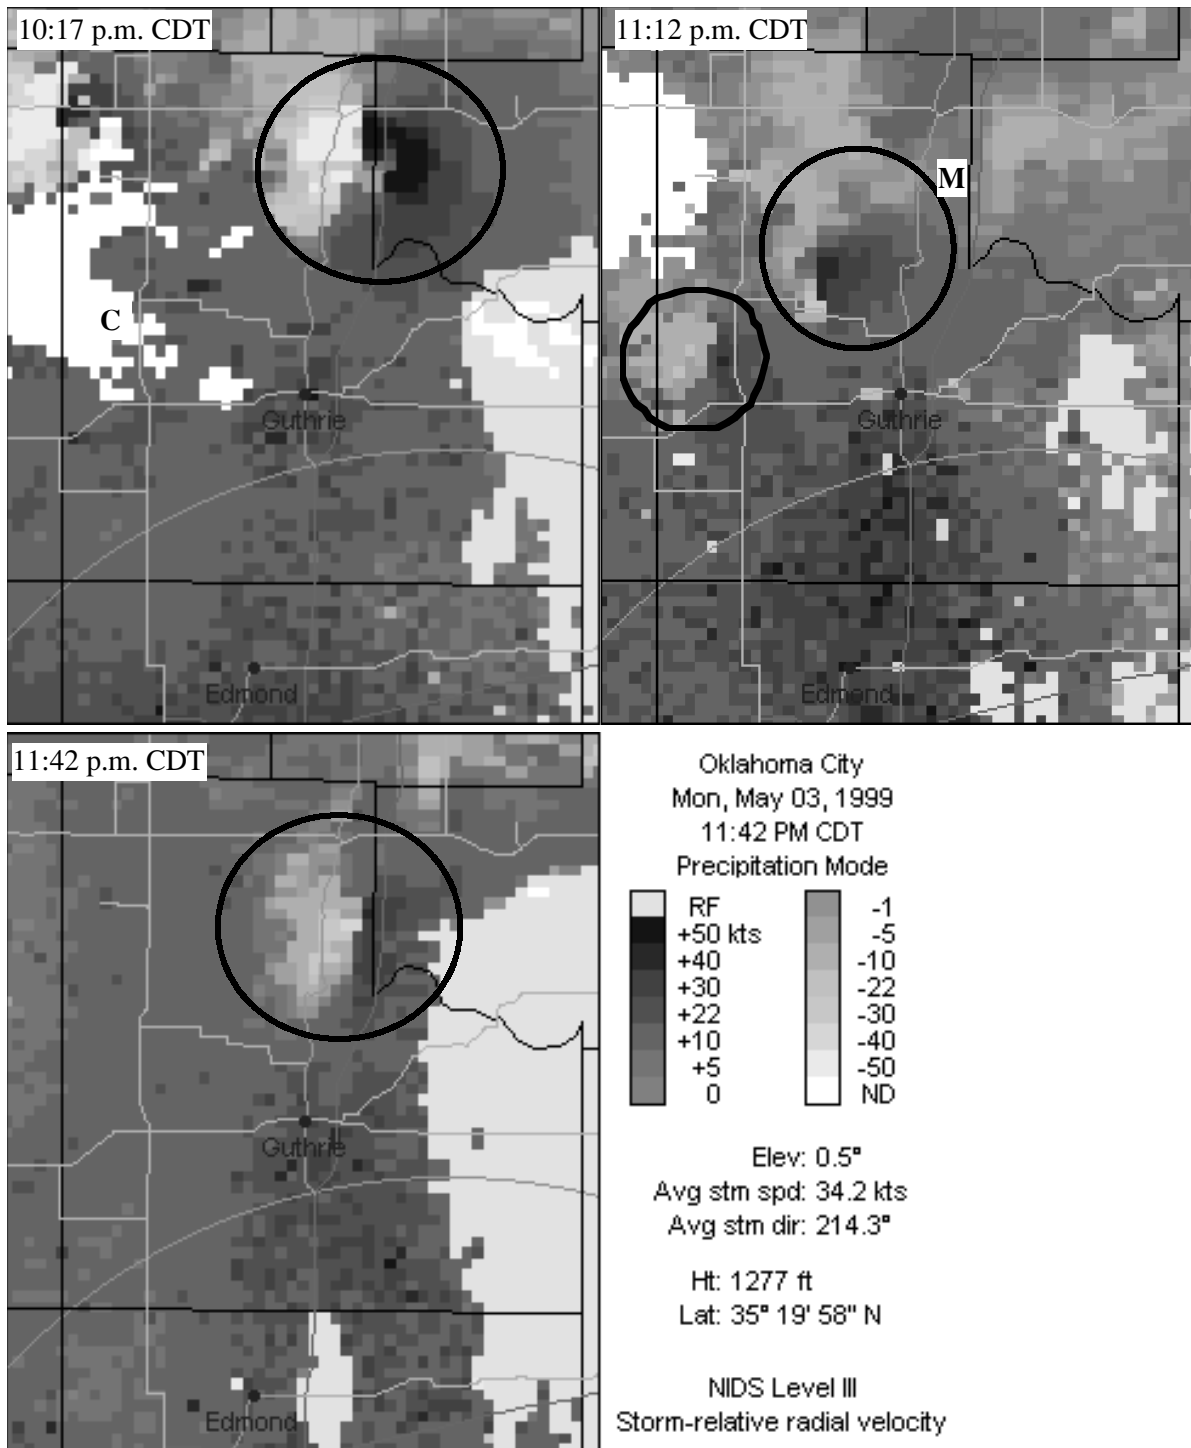 10:17 p.m. CDT
C
Guthrie
Edmond
11:12 p.m. CDT
M
Guthrie
Edmond
11:42 p.m. CDT
Guthrie
Edmond
Oklahoma City
Mon, May 03, 1999
11:42 PM CDT
Precipitation Mode
RF -1
+50 kts -5
+40 -10
+30 -22
+22 -30
+10 -40
+5 -50
0 ND
Elev: 0.5°
Avg stm spd: 34.2 kts
Avg stm dir: 214.3°
Ht: 1277 ft
Lat: 35° 19' 58" N
NIDS Level III
Storm-relative radial velocity